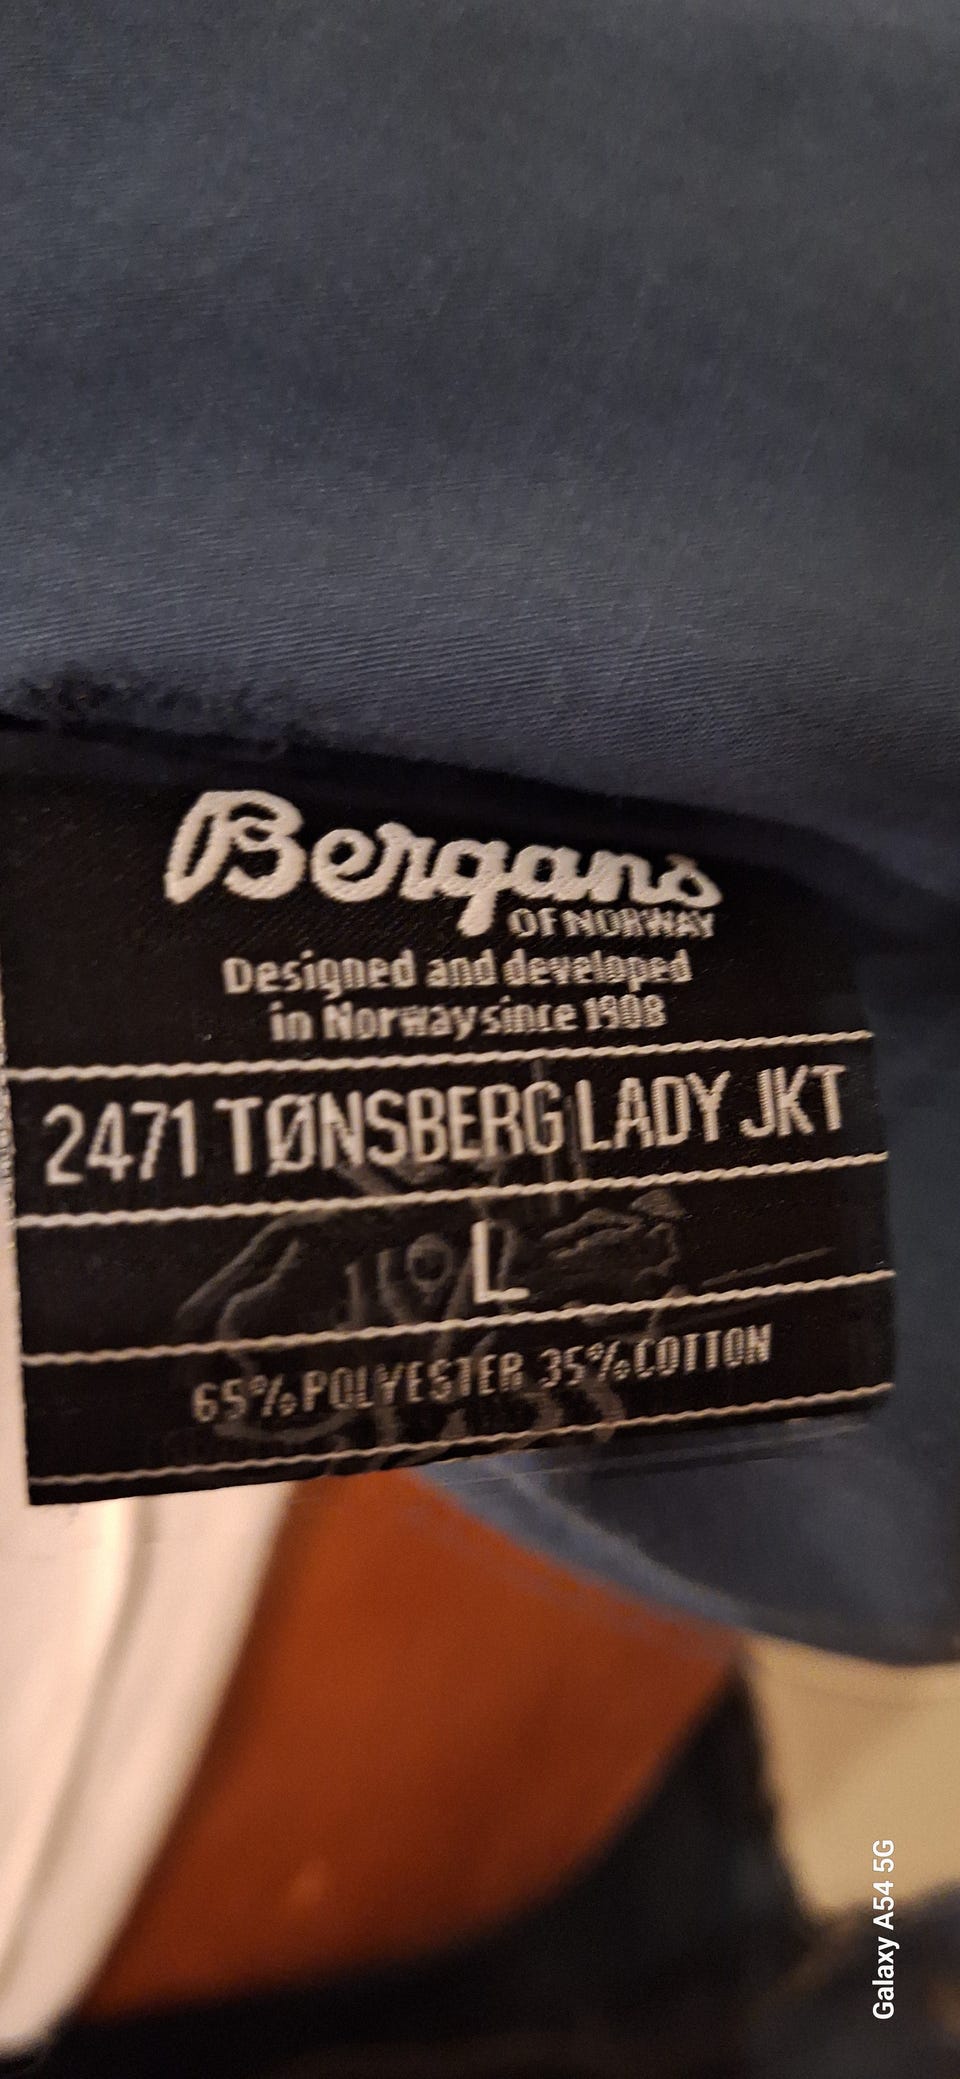 Bergans
OF NORWAY
Designed and developed
in Norway since 1908
2471 TØNSBERG LADY JKT
L
65% POLYESTER 35% COTTON
Galaxy A54 5G